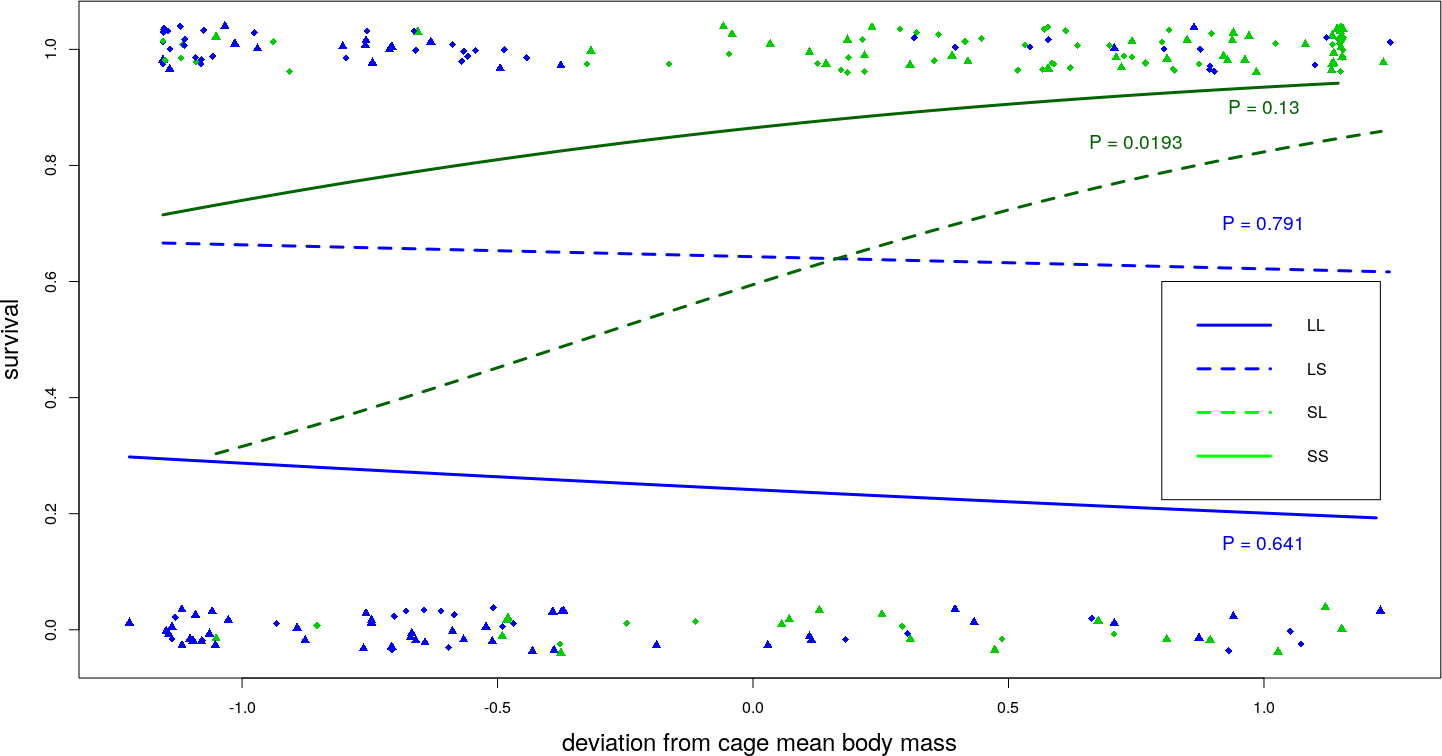 1.0
P = 0.13
P = 0.0193
0.8
P = 0.791
0.6
survival
LL
LS
0.4
SL
SS
0.2
P = 0.641
0.0
-1.0 -0.5 0.0 0.5 1.0
deviation from cage mean body mass